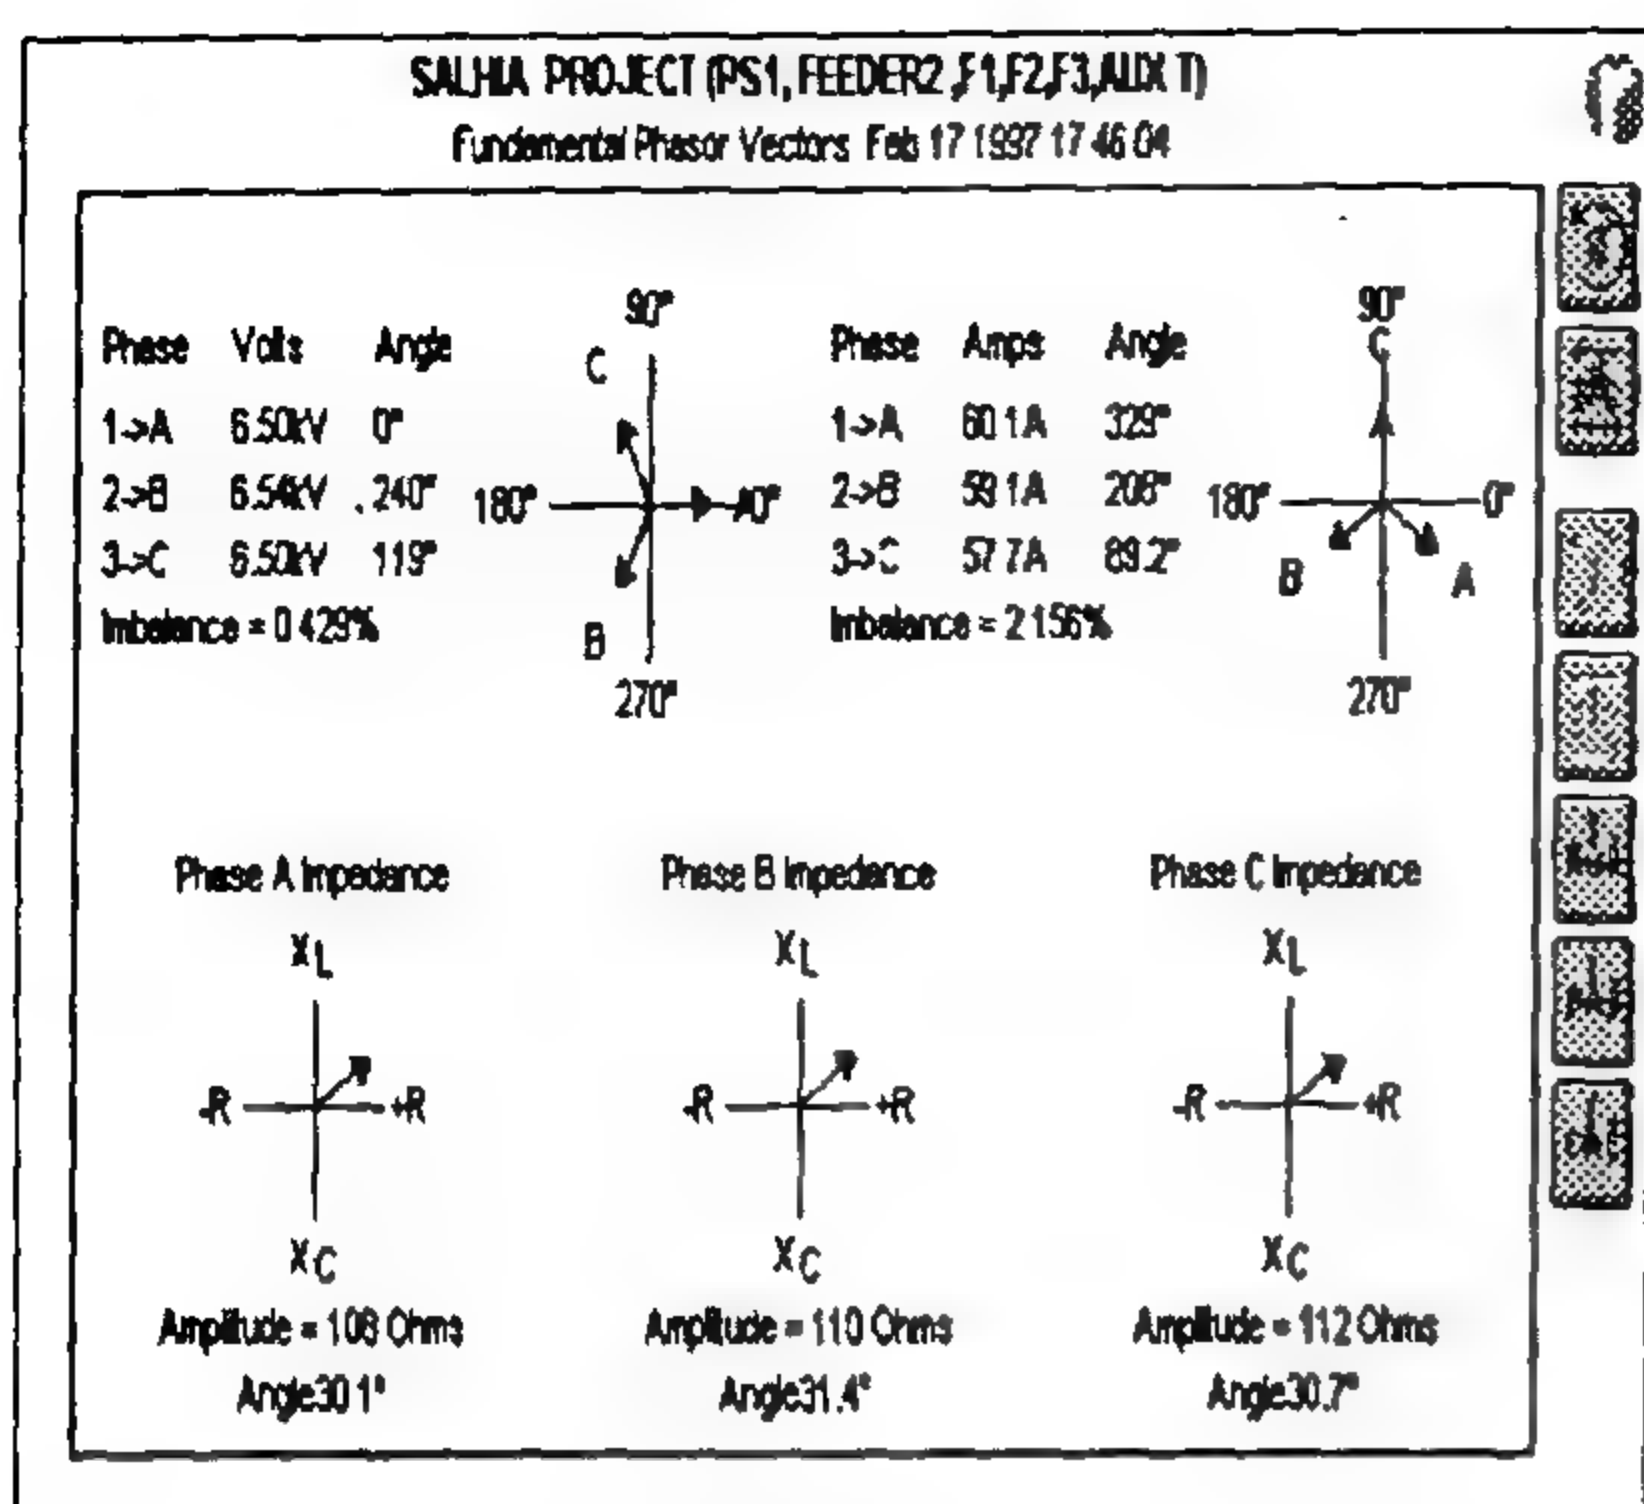 SALHIA PROJECT (PS1, FEEDER2 ,F1,F2,F3,AUX T)
Fundamental Phasor Vectors Feb 17 1997 17 46 04
Phase Volts Angle
1->A 6.50kV 0°
2->B 6.54kV 240°
3->C 6.50kV 119°
Imbalance = 0 429%
90°
C
180°
A0°
B
270°
Phase Amps Angle
1->A 60 1A 329°
2->B 59 1A
3->C 57 7A 89.2°
Imbalance = 2 156%
90°
C
180°
0°
B
A
270°
Phase A Impedance
XL
-R +R
XC
Amplitude = 108 Ohms
Angle30 1°
Phase B Impedance
XL
-R +R
XC
Amplitude = 110 Ohms
Angle31.4°
Phase C Impedance
XL
-R +R
XC
Amplitude = 112 Ohms
Angle30.7°